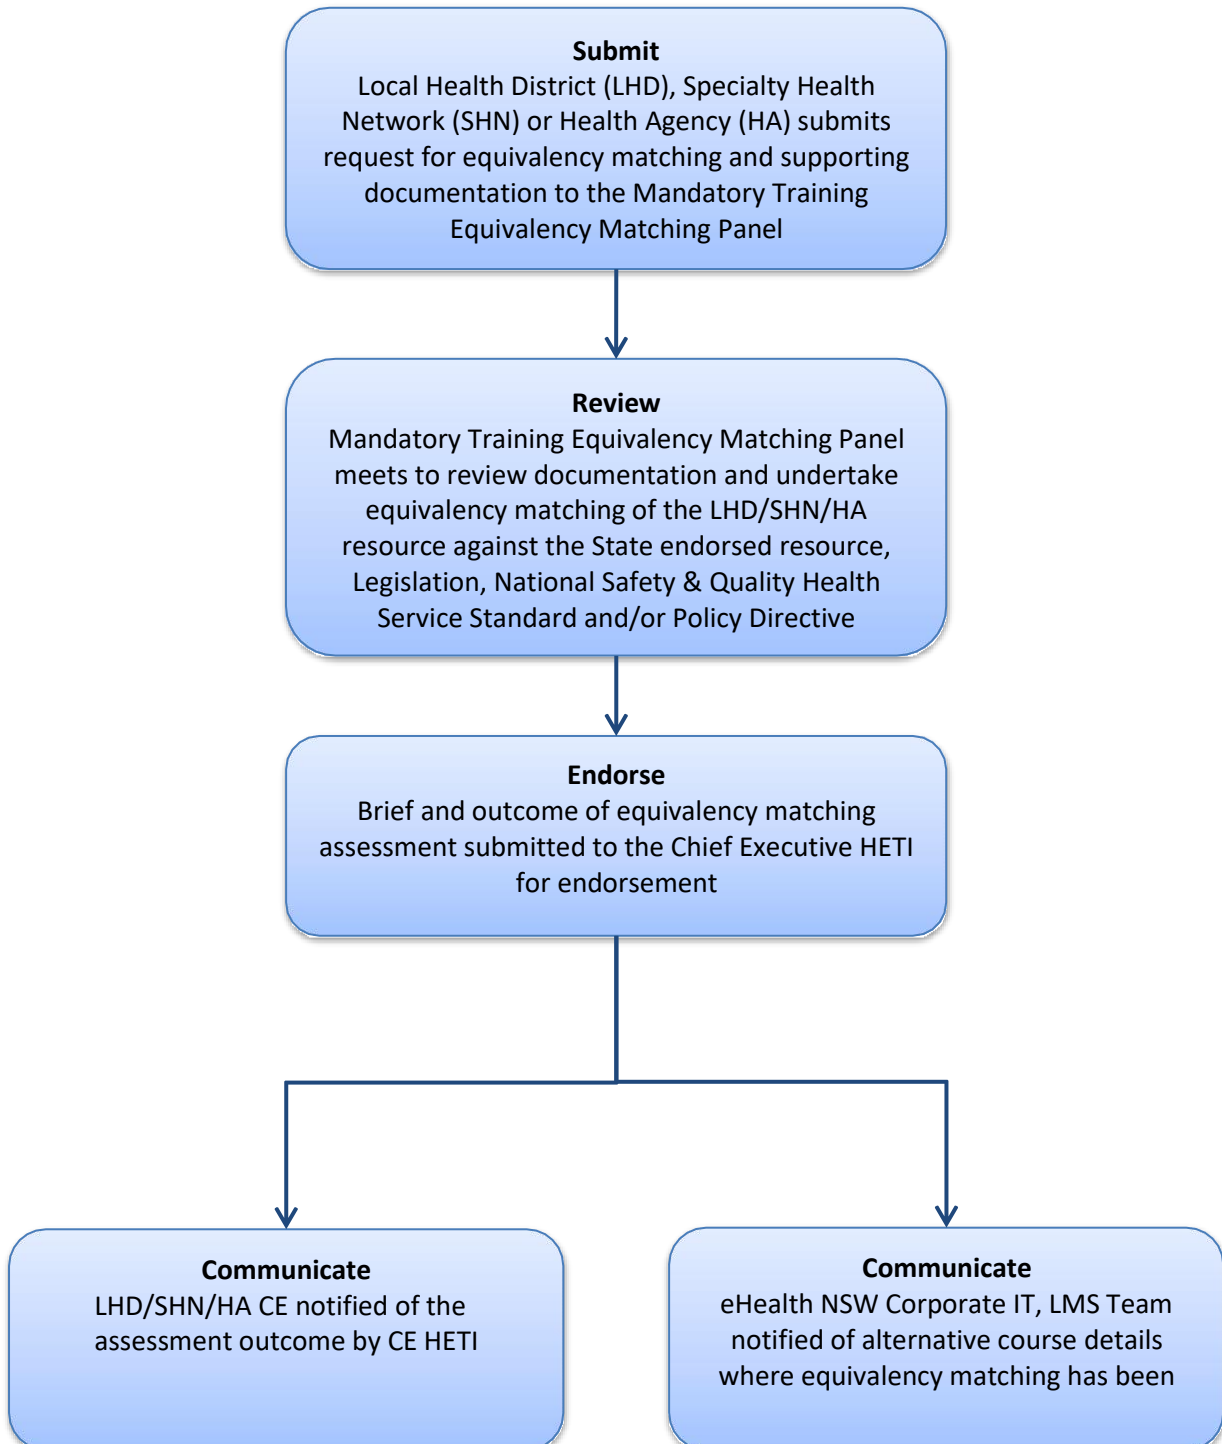 Submit
Local Health District (LHD), Specialty Health
Network (SHN) or Health Agency (HA) submits
request for equivalency matching and supporting
documentation to the Mandatory Training
Equivalency Matching Panel
Review
Mandatory Training Equivalency Matching Panel
meets to review documentation and undertake
equivalency matching of the LHD/SHN/HA
resource against the State endorsed resource,
Legislation, National Safety & Quality Health
Service Standard and/or Policy Directive
Endorse
Brief and outcome of equivalency matching
assessment submitted to the Chief Executive HETI
for endorsement
Communicate
LHD/SHN/HA CE notified of the
assessment outcome by CE HETI
Communicate
eHealth NSW Corporate IT, LMS Team
notified of alternative course details
where equivalency matching has been